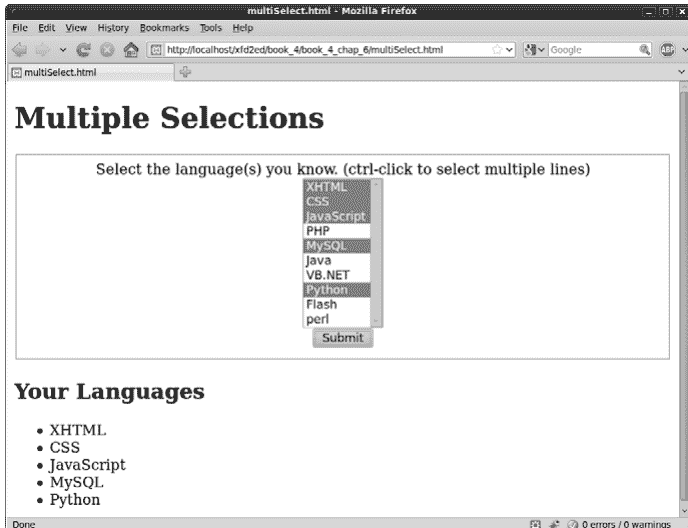 multiSelect.html - Mozilla Firefox
File Edit View History Bookmarks Tools Help
http://localhost/xfd2ed/book_4/book_4_chap_6/multiSelect.html
Google
ABP
multiSelect.html
Multiple Selections
Select the language(s) you know. (ctrl-click to select multiple lines)
XHTML
CSS
JavaScript
PHP
MySQL
Java
VB.NET
Python
Flash
perl
Submit
Your Languages
• XHTML
• CSS
• JavaScript
• MySQL
• Python
Done
0 errors / 0 warnings